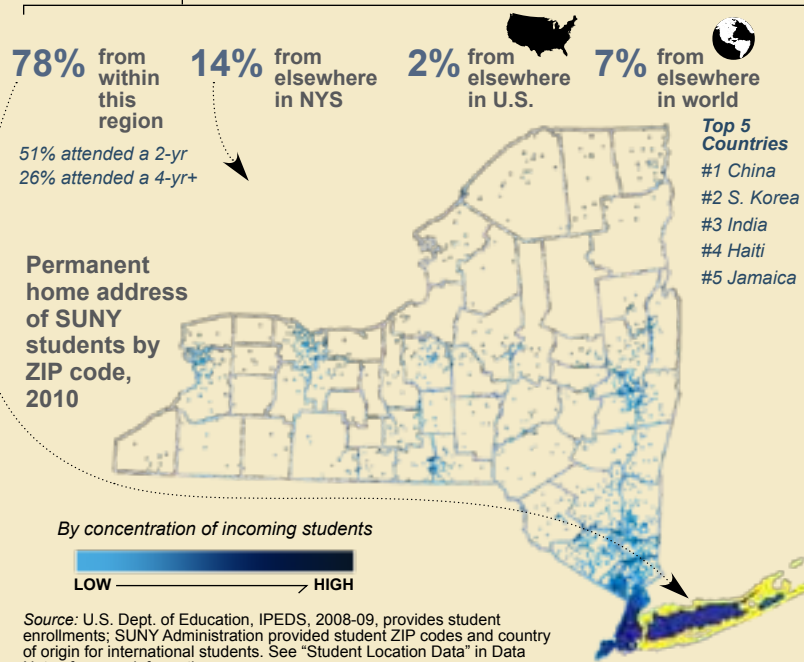 78% from within this region
14% from elsewhere in NYS
2% from elsewhere in U.S.
7% from elsewhere in world
51% attended a 2-yr
26% attended a 4-yr+
Top 5
Countries
#1 China
#2 S. Korea
#3 India
#4 Haiti
#5 Jamaica
Permanent
home address
of SUNY
students by
ZIP code,
2010
By concentration of incoming students
LOW HIGH
Source: U.S. Dept. of Education, IPEDS, 2008-09, provides student
enrollments; SUNY Administration provided student ZIP codes and country
of origin for international students. See “Student Location Data” in Data